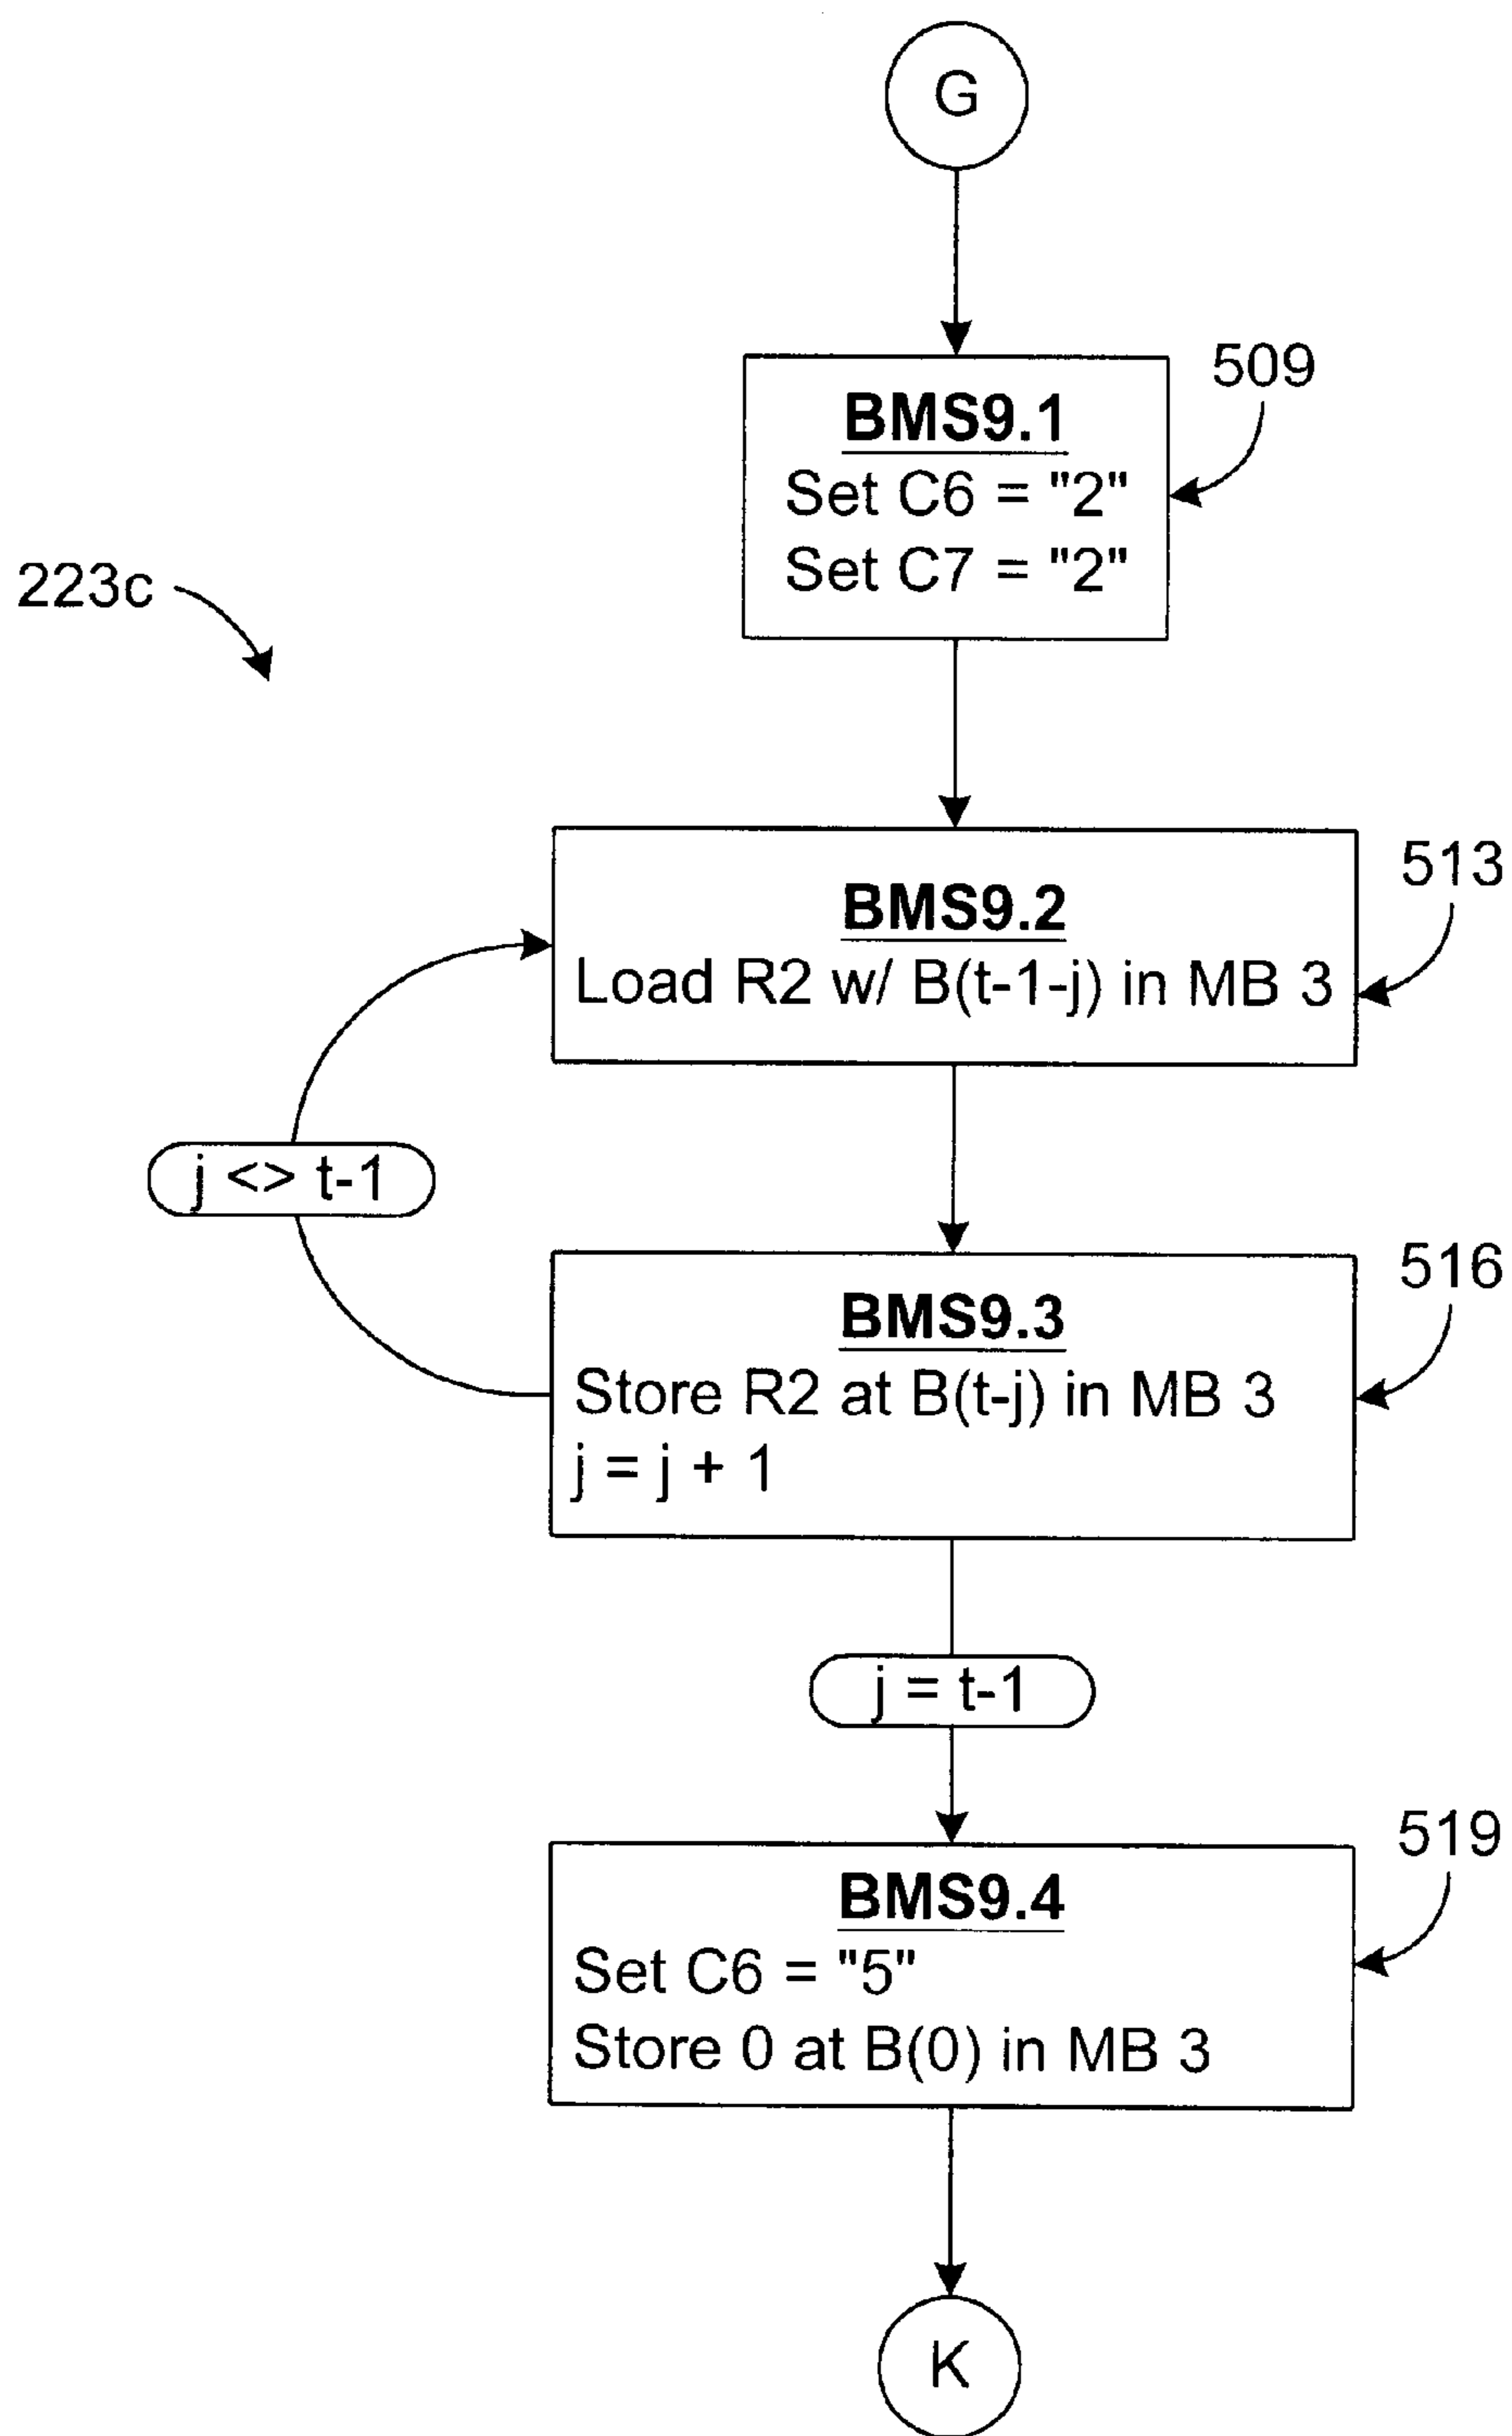 G
509
BMS9.1
Set C6 = "2"
Set C7 = "2"
223c
513
BMS9.2
Load R2 w/ B(t-1-j) in MB 3
j <> t-1
516
BMS9.3
Store R2 at B(t-j) in MB 3
j = j + 1
j = t-1
519
BMS9.4
Set C6 = "5"
Store 0 at B(0) in MB 3
K